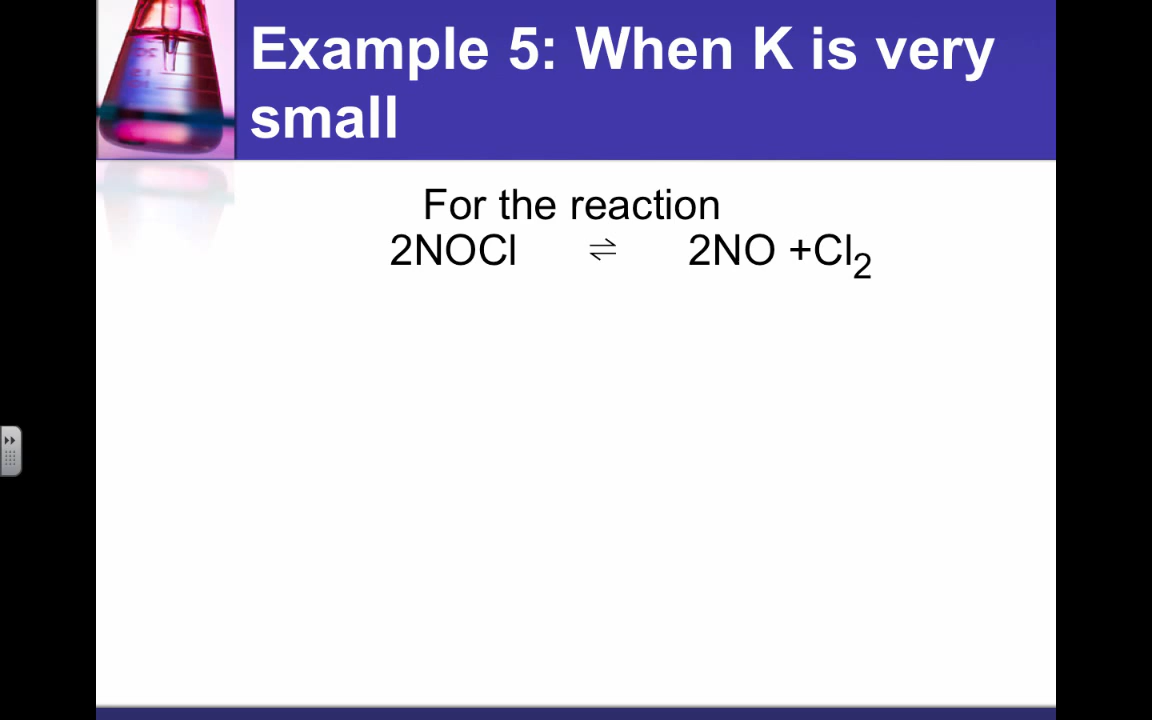 Example 5: When K is very
small
For the reaction
2NOCl ⇌ 2NO +Cl₂